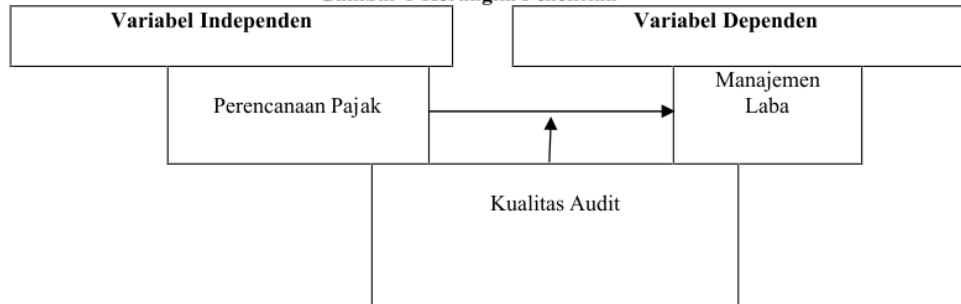 Variabel Independen
Variabel Dependen
Perencanaan Pajak
Manajemen
Laba
Kualitas Audit